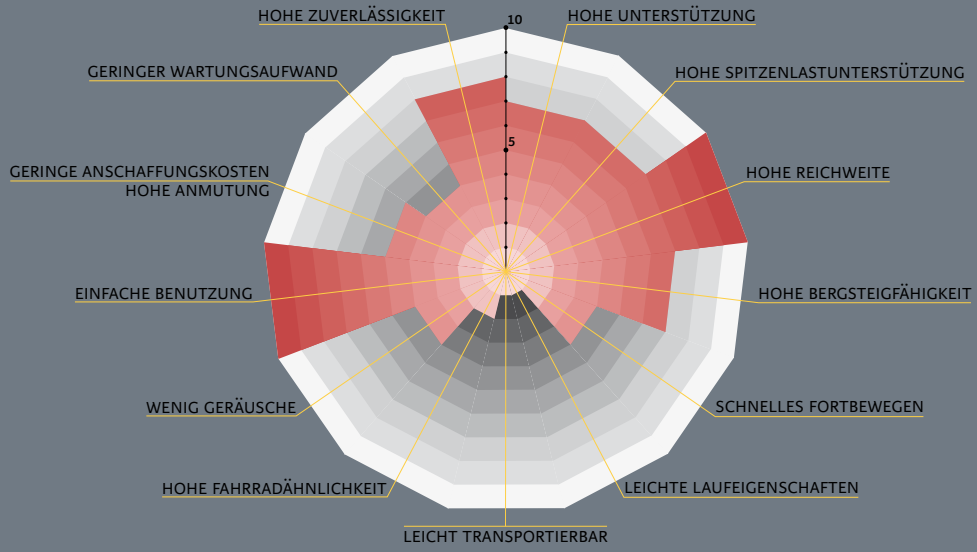 HOHE ZUVERLÄSSIGKEIT
10
HOHE UNTERSTÜTZUNG
GERINGER WARTUNGSAUFWAND
HOHE SPITZENLASTUNTERSTÜTZUNG
5
GERINGE ANSCHAFFUNGSKOSTEN
HOHE ANMUTUNG
HOHE REICHWEITE
EINFACHE BENUTZUNG
HOHE BERGSTEIGFÄHIGKEIT
WENIG GERÄUSCHE
SCHNELLES FORTBEWEGEN
HOHE FAHRRADÄHNLICHKEIT
LEICHTE LAUFEIGENSCHAFTEN
LEICHT TRANSPORTIERBAR